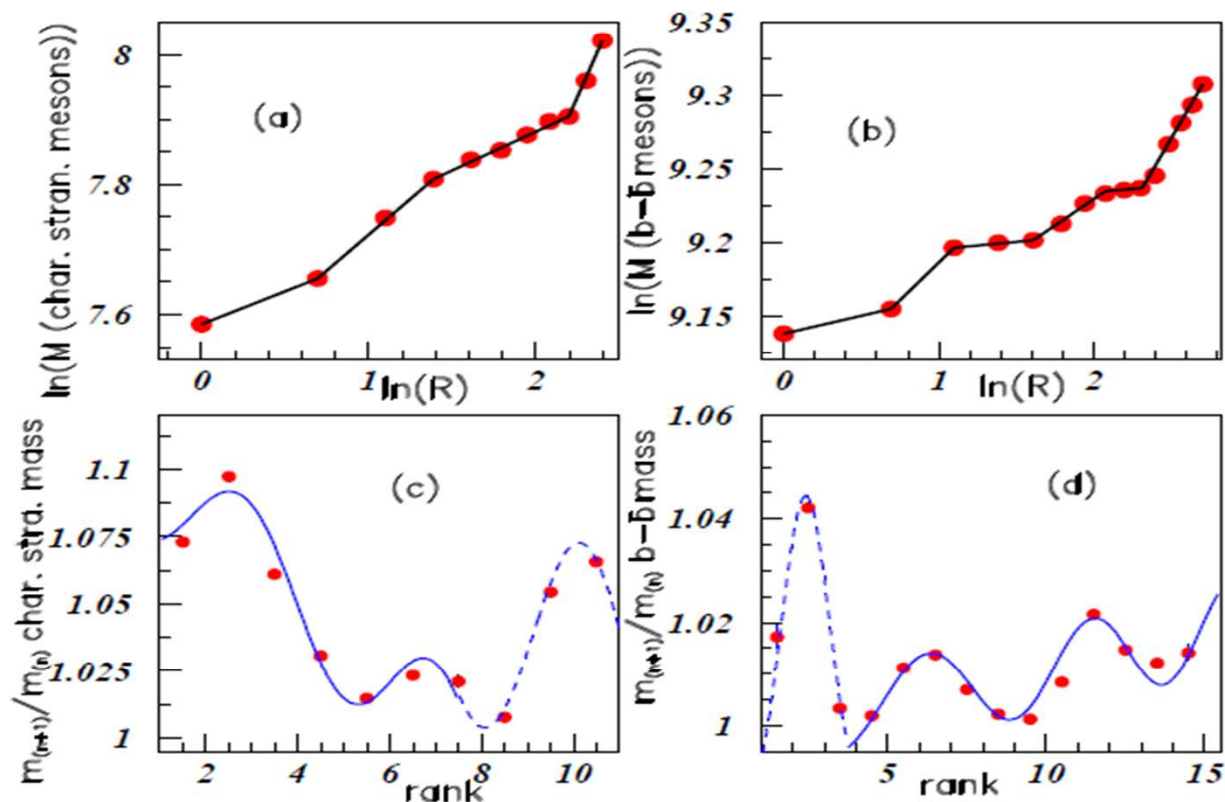 ln(M (char. stran. mesons))
8
7.8
7.6
(a)
0 1 2
ln(R)
ln(M (b-b̄ mesons))
9.35
9.3
9.25
9.2
9.15
(b)
0 1 2
ln(R)
m(n+1)/m(n) char. stra. mass
1.1
1.075
1.05
1.025
1
(c)
2 4 6 8 10
rank
m(n+1)/m(n) b-b̄ mass
1.06
1.04
1.02
1
(d)
5 10 15
rank